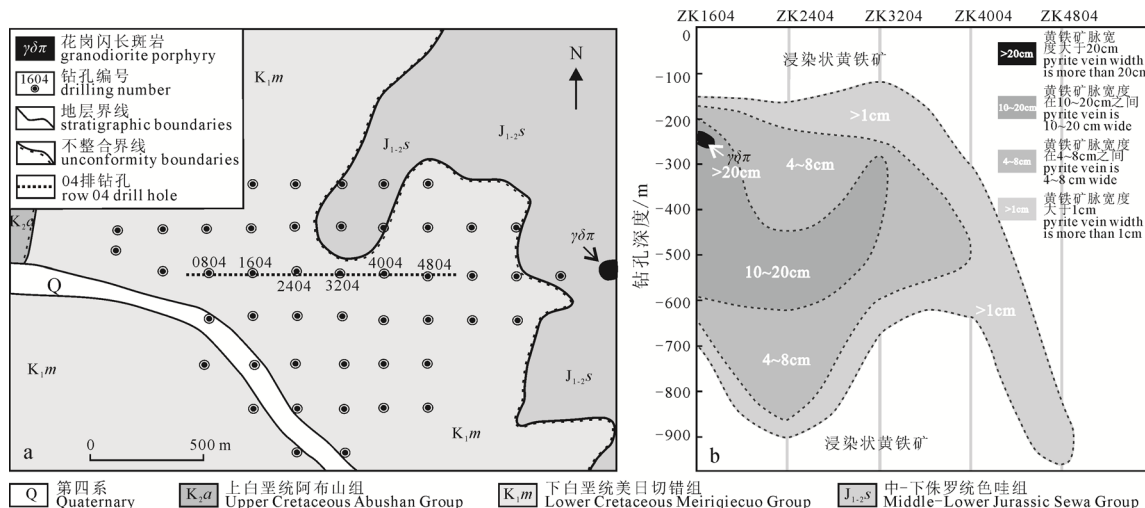 γδπ
花岗闪长斑岩
granodiorite porphyry
1604
钻孔编号
drilling number
地层界线
stratigraphic boundaries
不整合界线
unconformity boundaries
04排钻孔
row 04 drill hole
K₁m
N
J₁₋₂s
J₁₋₂s
K₂a
γδπ
0804 1604 4004 4804
2404 3204
Q
K₁m
J₁₋₂s
K₁m
0 500 m
a
ZK1604 ZK2404 ZK3204 ZK4004 ZK4804
钻孔深度/m
0
−100
−200
−300
−400
−500
−600
−700
−800
−900
浸染状黄铁矿
>1cm
4~8cm
γδπ
>20cm
10~20cm
>1cm
4~8cm
浸染状黄铁矿
b
>20cm
黄铁矿脉宽
度大于20cm
pyrite vein width
is more than 20cm
10~20cm
黄铁矿脉宽度
在10~20cm之间
pyrite vein is
10~20 cm wide
4~8cm
黄铁矿脉宽度
在4~8cm之间
pyrite vein is
4~8 cm wide
>1cm
黄铁矿脉宽度
大于1cm
pyrite vein width
is more than 1cm
Q
第四系
Quaternary
K₂a
上白垩统阿布山组
Upper Cretaceous Abushan Group
K₁m
下白垩统美日切错组
Lower Cretaceous Meiriqiecuo Group
J₁₋₂s
中-下侏罗统色哇组
Middle-Lower Jurassic Sewa Group